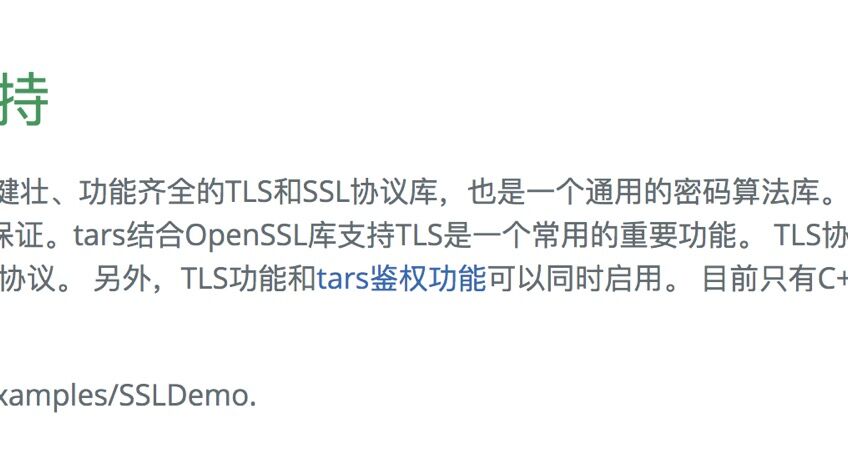 持
健壮、功能齐全的TLS和SSL协议库，也是一个通用的密码算法库。
保证。tars结合OpenSSL库支持TLS是一个常用的重要功能。 TLS协
协议。 另外，TLS功能和tars鉴权功能可以同时启用。 目前只有C+
xamples/SSLDemo.